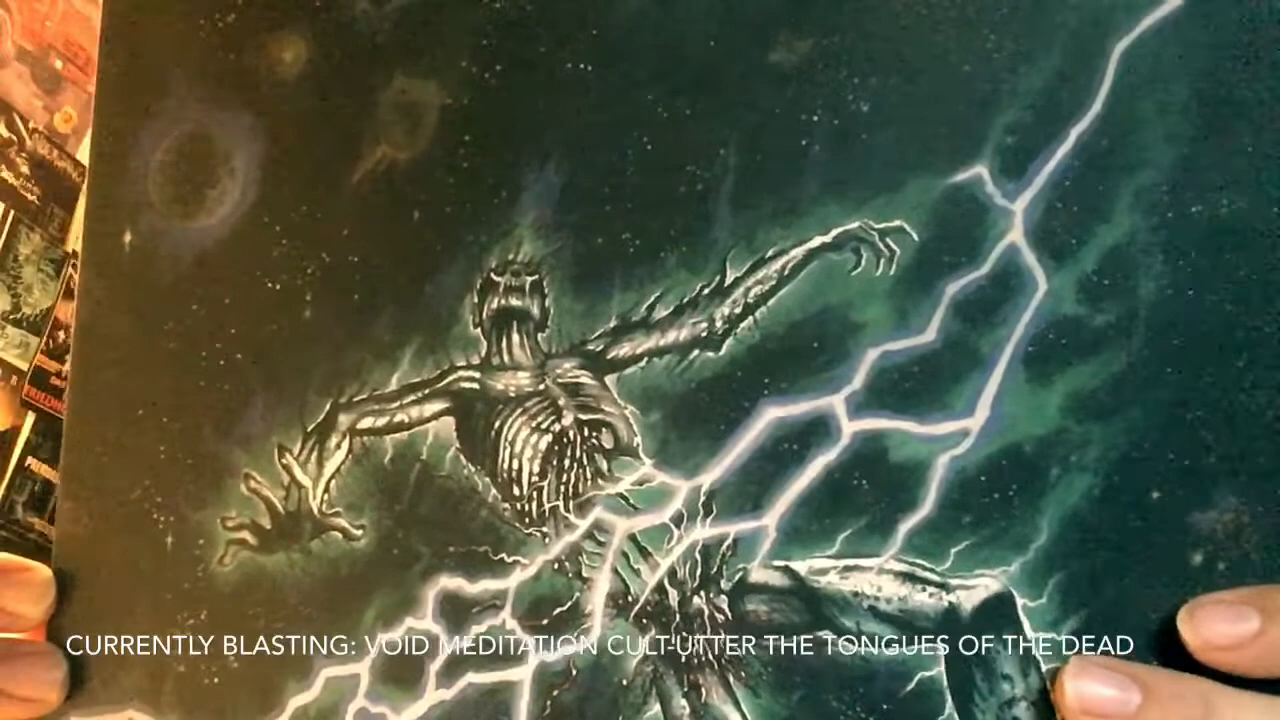 CURRENTLY BLASTING: VOID MEDITATION CULT-UTTER THE TONGUES OF THE DEAD